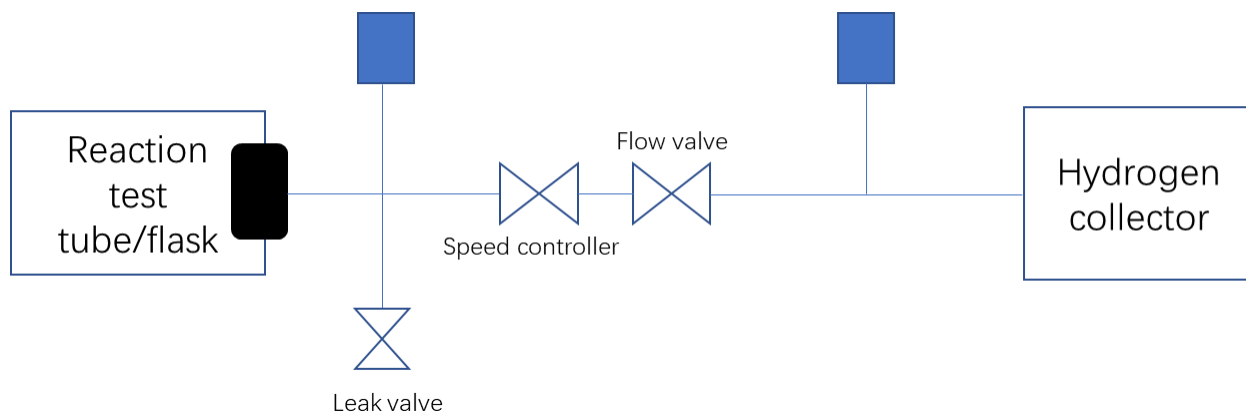 Reaction
test
tube/flask
Flow valve
Speed controller
Hydrogen
collector
Leak valve